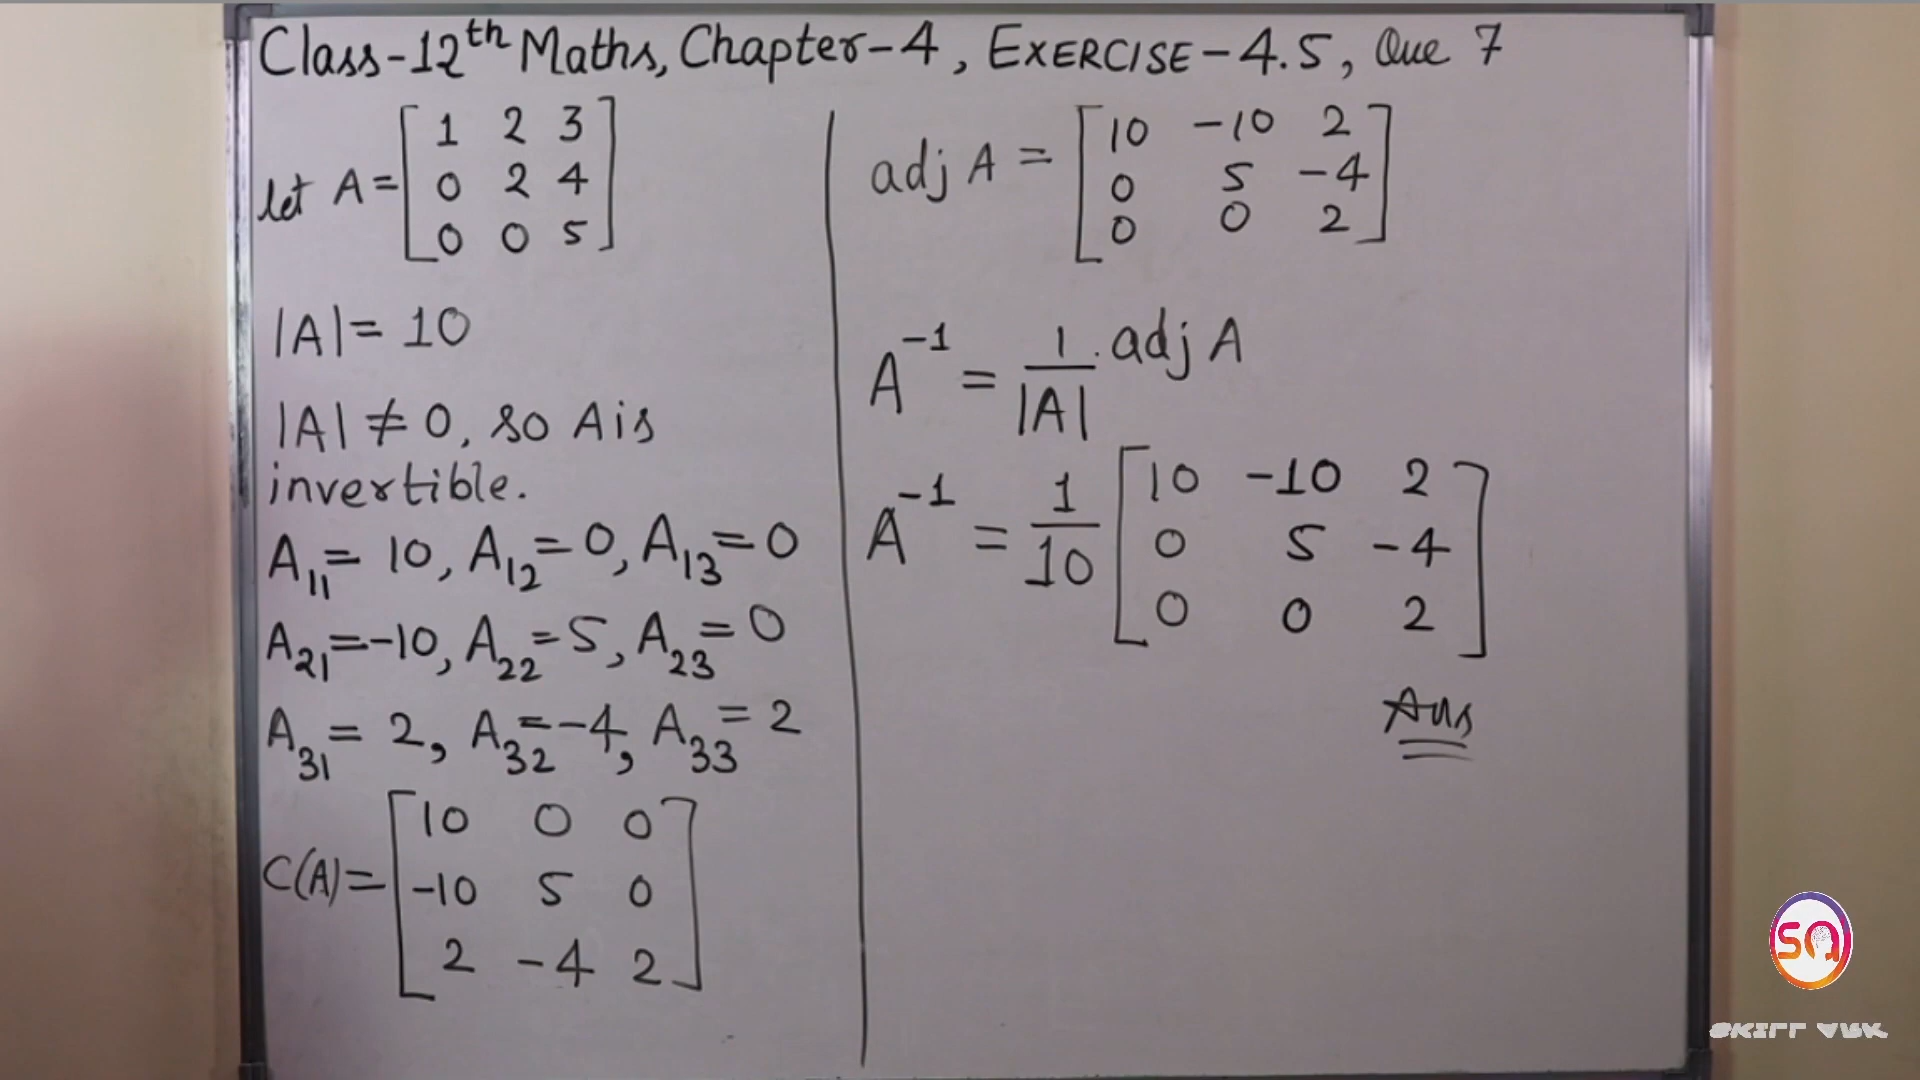 Class-12th Maths, Chapter-4, EXERCISE-4.5, Que 7
let A = [1 2 3
0 2 4
0 0 5]
|A| = 10
|A| ≠ 0, so A is
invertible.
A11 = 10, A12 = 0, A13 = 0
A21 = -10, A22 = 5, A23 = 0
A31 = 2, A32 = -4, A33 = 2
C(A) = [10 0 0
-10 5 0
2 -4 2]
adj A = [10 -10 2
0 5 -4
0 0 2]
A^-1 = 1/|A| . adj A
A^-1 = 1/10 [10 -10 2
0 5 -4
0 0 2]
Ans